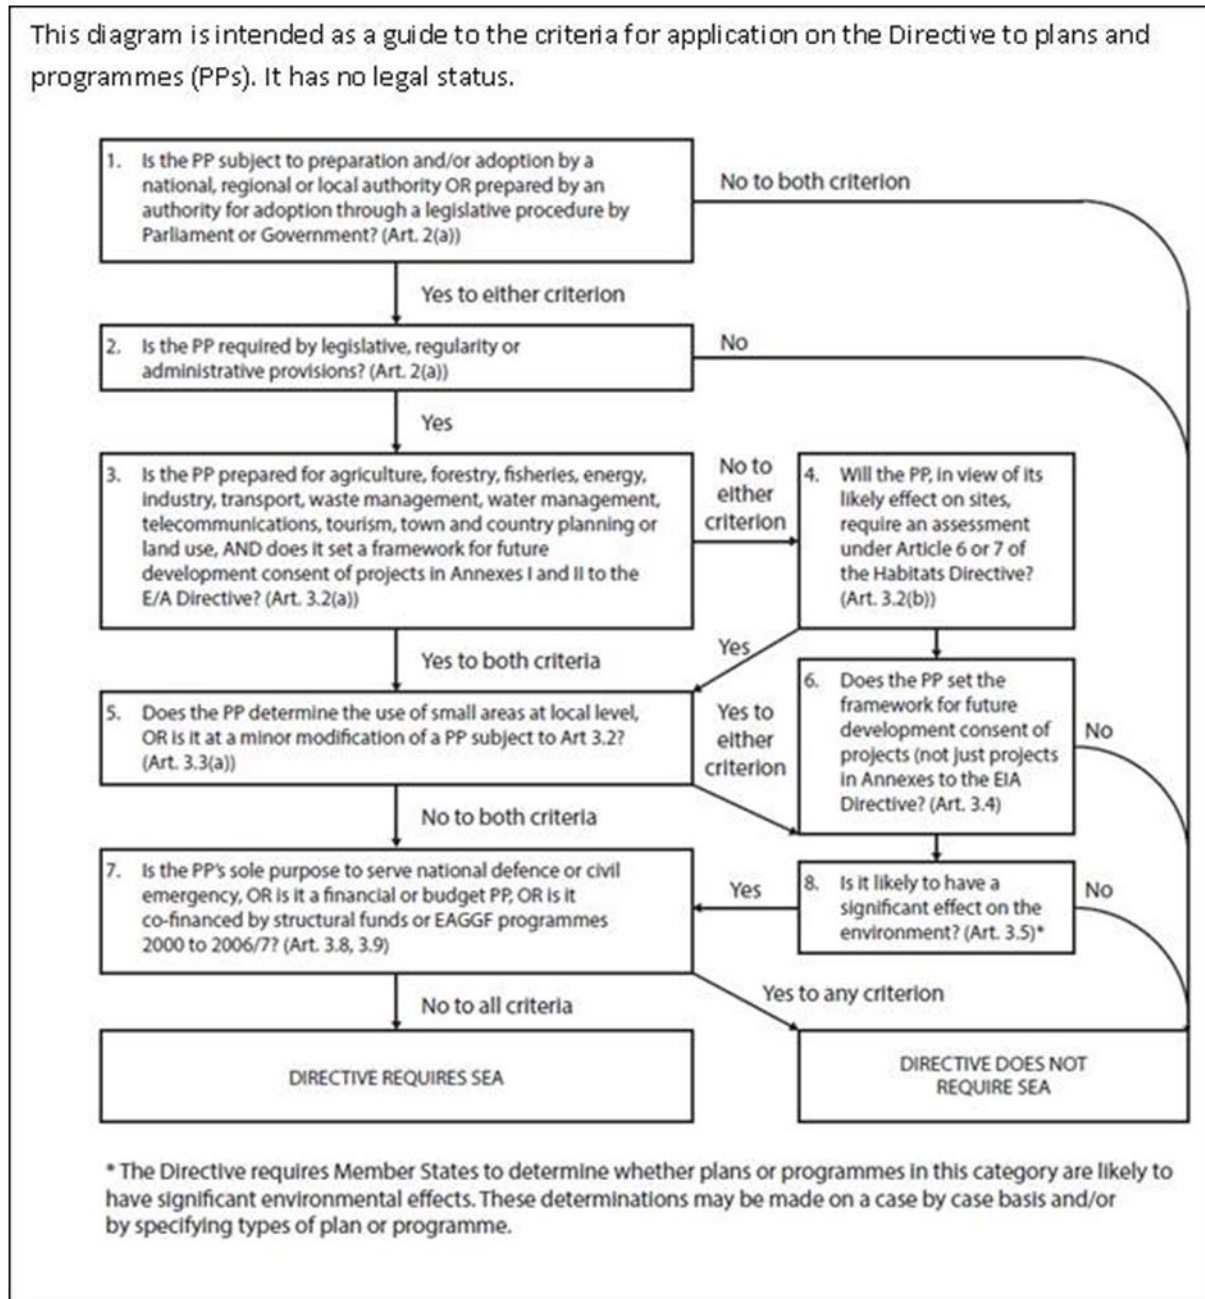 This diagram is intended as a guide to the criteria for application on the Directive to plans and
programmes (PPs). It has no legal status.
1. Is the PP subject to preparation and/or adoption by a
national, regional or local authority OR prepared by an
authority for adoption through a legislative procedure by
Parliament or Government? (Art. 2(a))
No to both criterion
Yes to either criterion
2. Is the PP required by legislative, regularity or
administrative provisions? (Art. 2(a))
No
Yes
3. Is the PP prepared for agriculture, forestry, fisheries, energy,
industry, transport, waste management, water management,
telecommunications, tourism, town and country planning or
land use, AND does it set a framework for future
development consent of projects in Annexes I and II to the
E/A Directive? (Art. 3.2(a))
No to
either
criterion
4. Will the PP, in view of its
likely effect on sites,
require an assessment
under Article 6 or 7 of
the Habitats Directive?
(Art. 3.2(b))
Yes to both criteria
Yes
5. Does the PP determine the use of small areas at local level,
OR is it at a minor modification of a PP subject to Art 3.2?
(Art. 3.3(a))
Yes to
either
criterion
6. Does the PP set the
framework for future
development consent of
projects (not just projects
in Annexes to the EIA
Directive? (Art. 3.4)
No
No to both criteria
7. Is the PP's sole purpose to serve national defence or civil
emergency, OR is it a financial or budget PP, OR is it
co-financed by structural funds or EAGGF programmes
2000 to 2006/7? (Art. 3.8, 3.9)
Yes
8. Is it likely to have a
significant effect on the
environment? (Art. 3.5)*
No
No to all criteria
Yes to any criterion
DIRECTIVE REQUIRES SEA
DIRECTIVE DOES NOT
REQUIRE SEA
* The Directive requires Member States to determine whether plans or programmes in this category are likely to
have significant environmental effects. These determinations may be made on a case by case basis and/or
by specifying types of plan or programme.